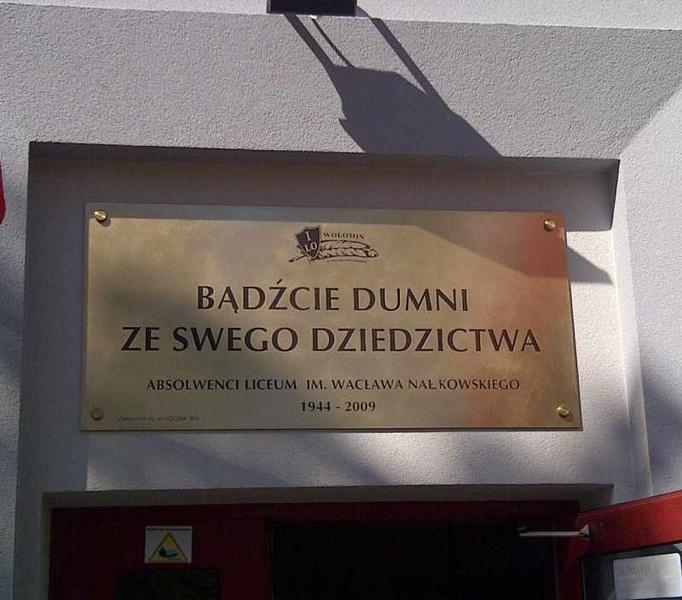 I
LO
WOŁOMIN
BĄDŹCIE DUMNI
ZE SWEGO DZIEDZICTWA
ABSOLWENCI LICEUM IM. WACŁAWA NAŁKOWSKIEGO
1944 - 2009